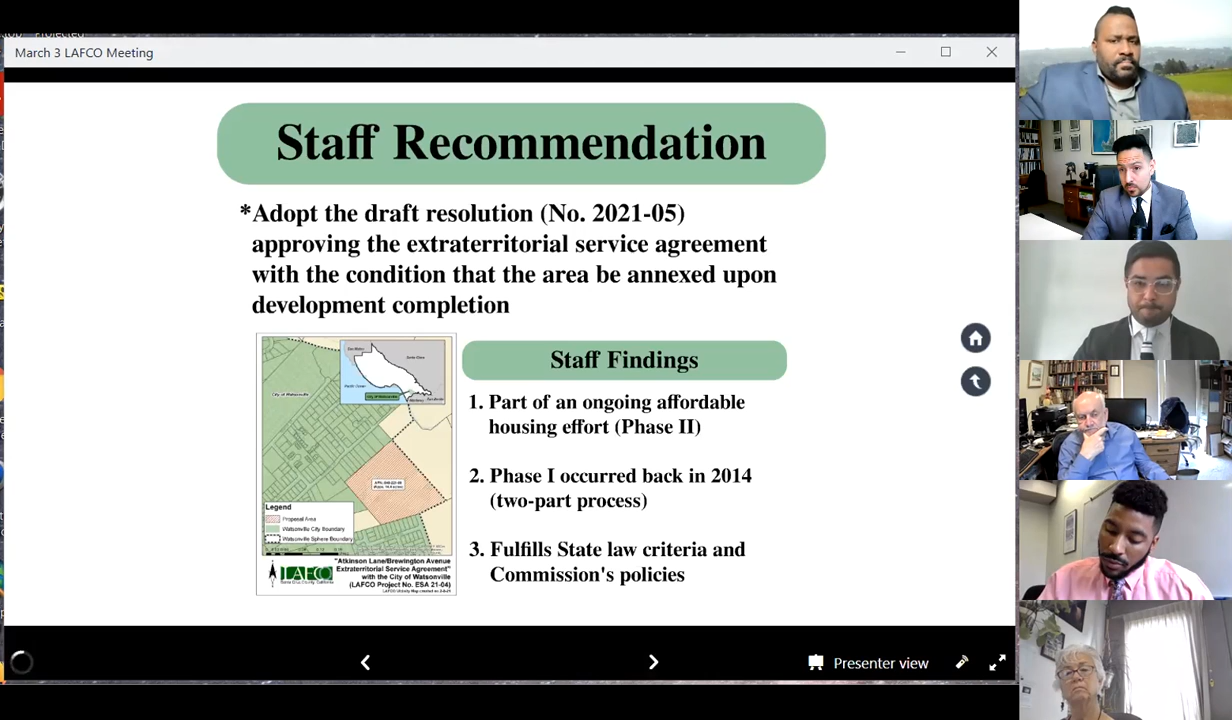 March 3 LAFCO Meeting
Staff Recommendation
*Adopt the draft resolution (No. 2021-05)
approving the extraterritorial service agreement
with the condition that the area be annexed upon
development completion
City of Watsonville
Pacific Ocean
Legend
Proposal Area
Watsonville City Boundary
Watsonville Sphere Boundary
LAFCO
"Atkinson Lane/Brewington Avenue
Extraterritorial Service Agreement"
with the City of Watsonville
(LAFCO Project No. ESA 21-04)
Staff Findings
1. Part of an ongoing affordable
housing effort (Phase II)
2. Phase I occurred back in 2014
(two-part process)
3. Fulfills State law criteria and
Commission's policies
Presenter view